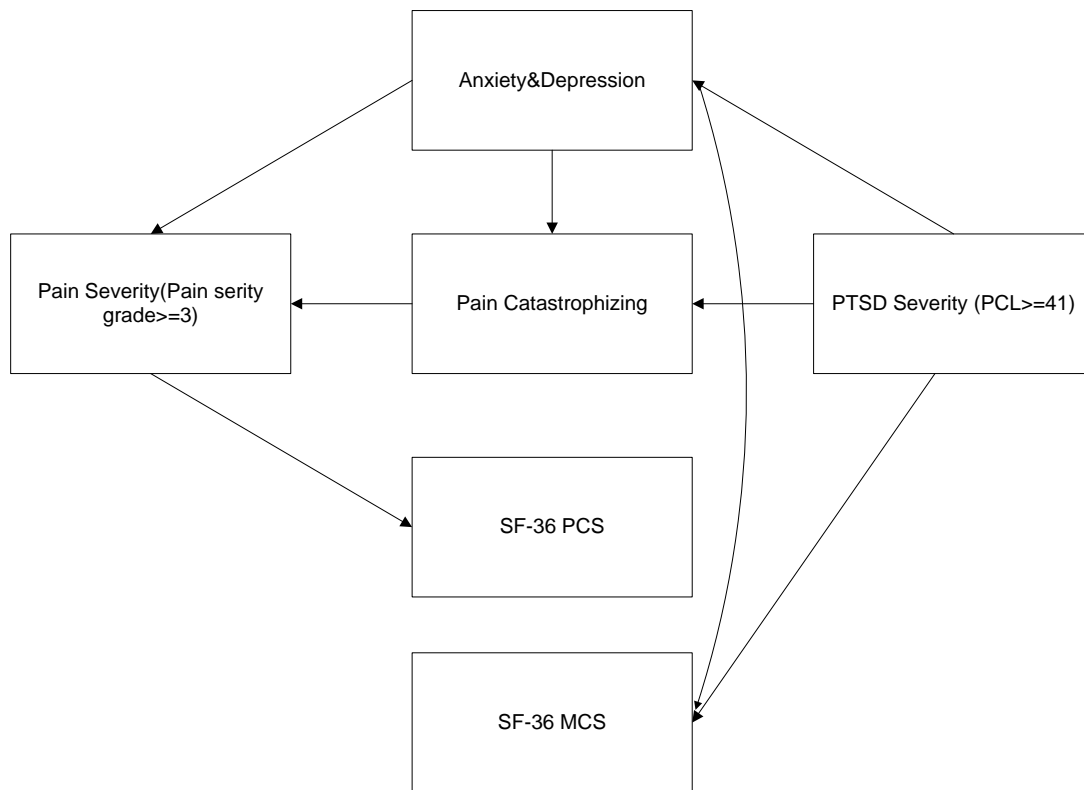 Anxiety&Depression
Pain Severity(Pain serity
grade>=3)
Pain Catastrophizing
PTSD Severity (PCL>=41)
SF-36 PCS
SF-36 MCS